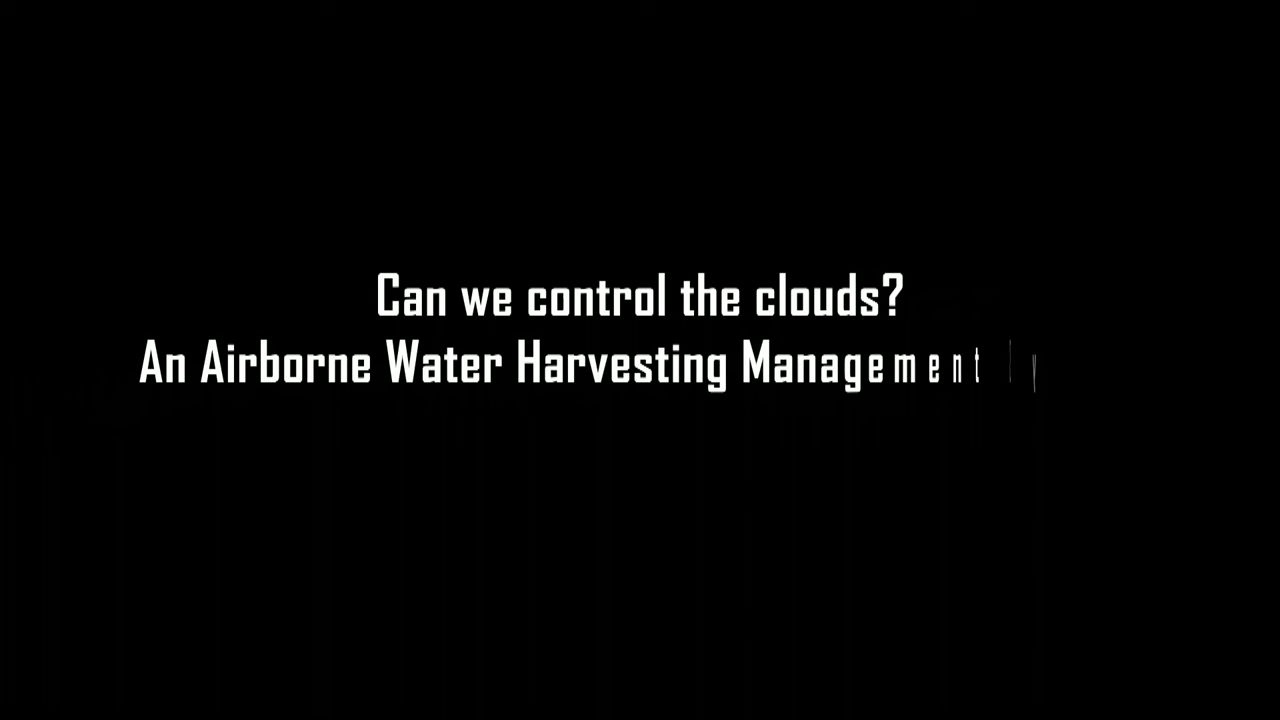 Can we control the clouds?
An Airborne Water Harvesting Management